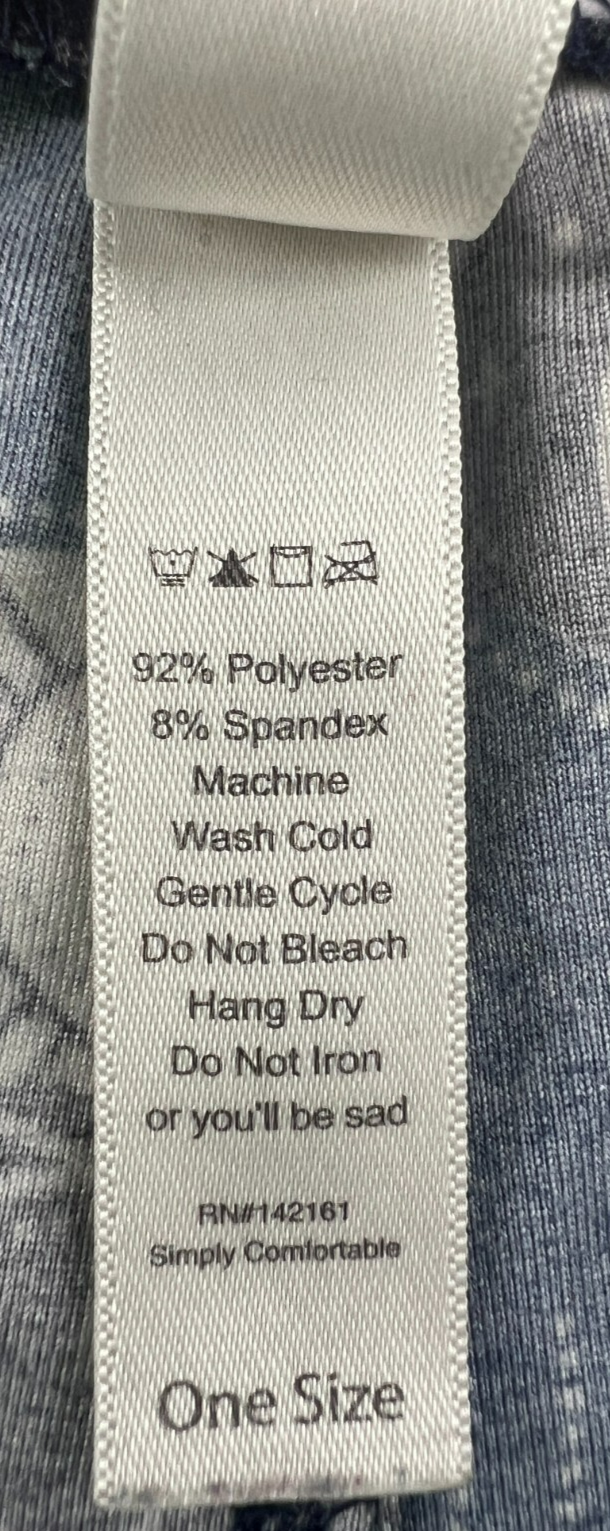 92% Polyester
8% Spandex
Machine
Wash Cold
Gentle Cycle
Do Not Bleach
Hang Dry
Do Not Iron
or you'll be sad
RN#142161
Simply Comfortable
One Size